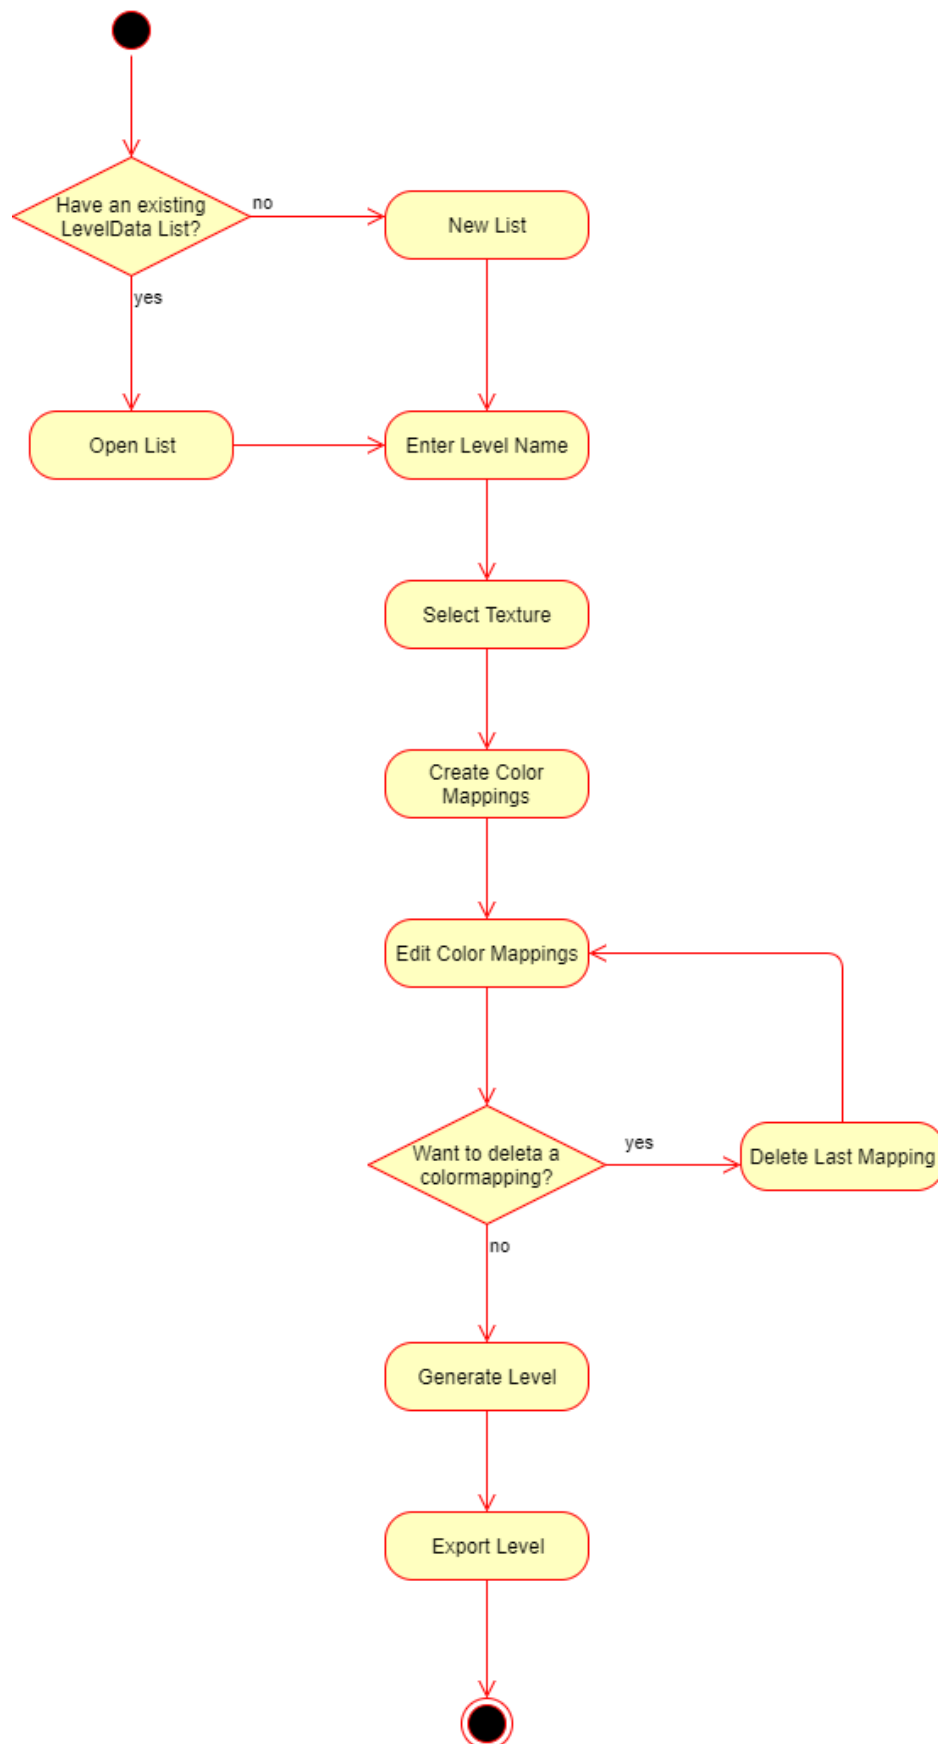 Have an existing
LevelData List?
no
New List
yes
Open List
Enter Level Name
Select Texture
Create Color
Mappings
Edit Color Mappings
Want to deleta a
colormapping?
yes
Delete Last Mapping
no
Generate Level
Export Level